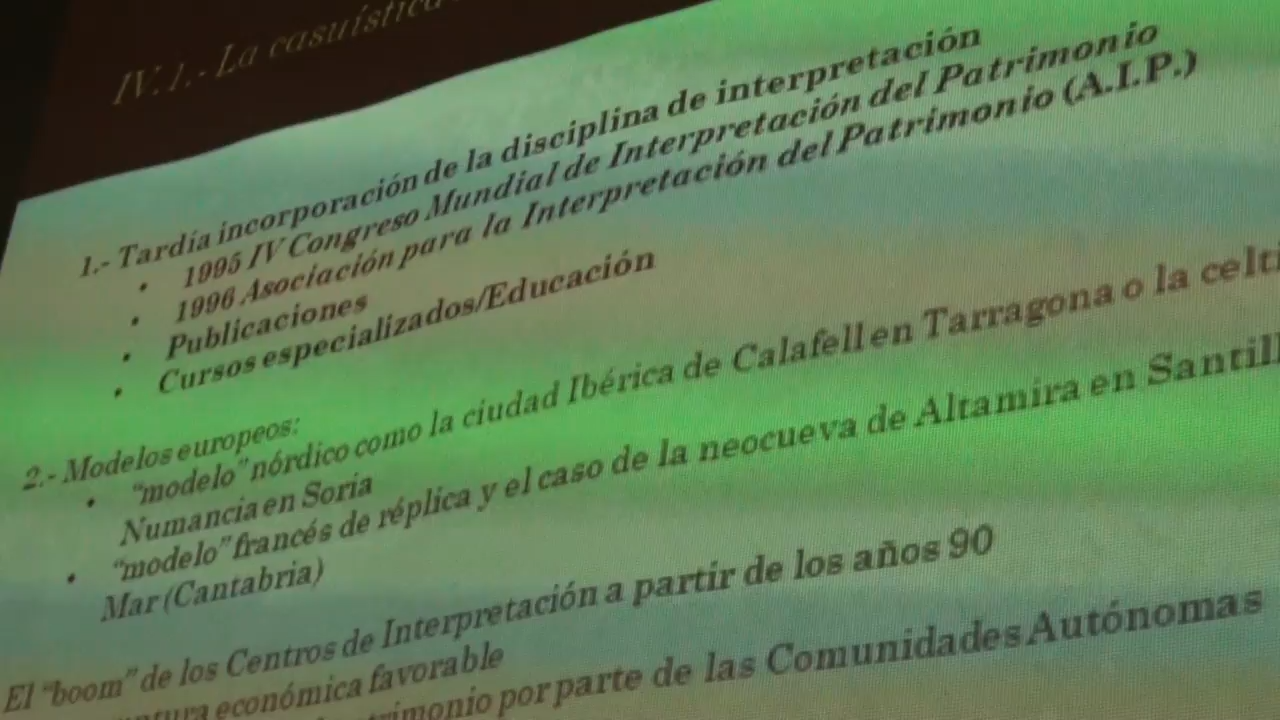 IV.1.- La casuística
1.- Tardía incorporación de la disciplina de interpretación
• 1995 IV Congreso Mundial de Interpretación del Patrimonio
• 1996 Asociación para la Interpretación del Patrimonio (A.I.P.)
• Publicaciones
• Cursos especializados/Educación
2.- Modelos europeos:
• “modelo” nórdico como la ciudad Ibérica de Calafell en Tarragona o la
Numancia en Soria
• “modelo” francés de réplica y el caso de la neocueva de Altamira en
Mar (Cantabria)
El “boom” de los Centros de Interpretación a partir de los años 90
económica favorable
por parte de las Comunidades Autónomas